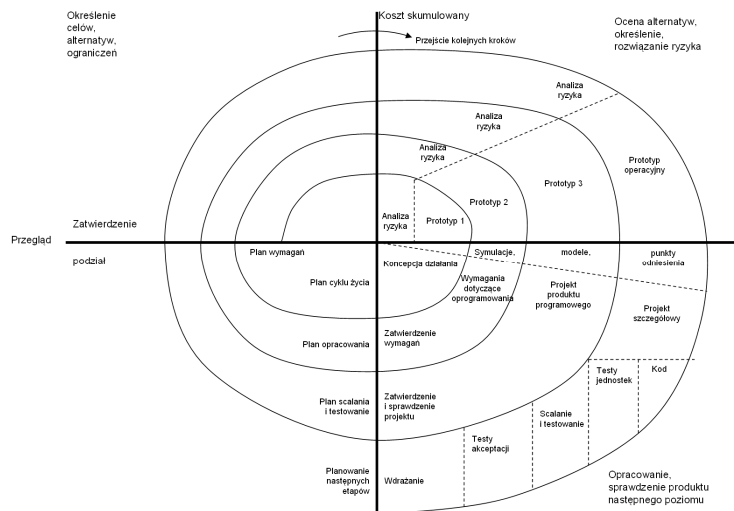 Określenie
celów,
alternatyw,
ograniczeń
Koszt skumulowany
Przejście kolejnych kroków
Ocena alternatyw,
określenie,
rozwiązanie ryzyka
Analiza
ryzyka
Analiza
ryzyka
Analiza
ryzyka
Analiza
ryzyka
Prototyp 1
Prototyp 2
Prototyp 3
Prototyp
operacyjny
Zatwierdzenie
Przegląd
podział
Plan wymagań
Koncepcja działania
Symulacje,
modele,
punkty
odniesienia
Plan cyklu życia
Wymagania
dotyczące
oprogramowania
Projekt
produktu
programowego
Projekt
szczegółowy
Plan opracowania
Zatwierdzenie
wymagań
Testy
jednostek
Kod
Plan scalania
i testowanie
Zatwierdzenie
i sprawdzenie
projektu
Scalanie
i testowanie
Testy
akceptacji
Planowanie
następnych
etapów
Wdrażanie
Opracowanie,
sprawdzenie produktu
następnego poziomu